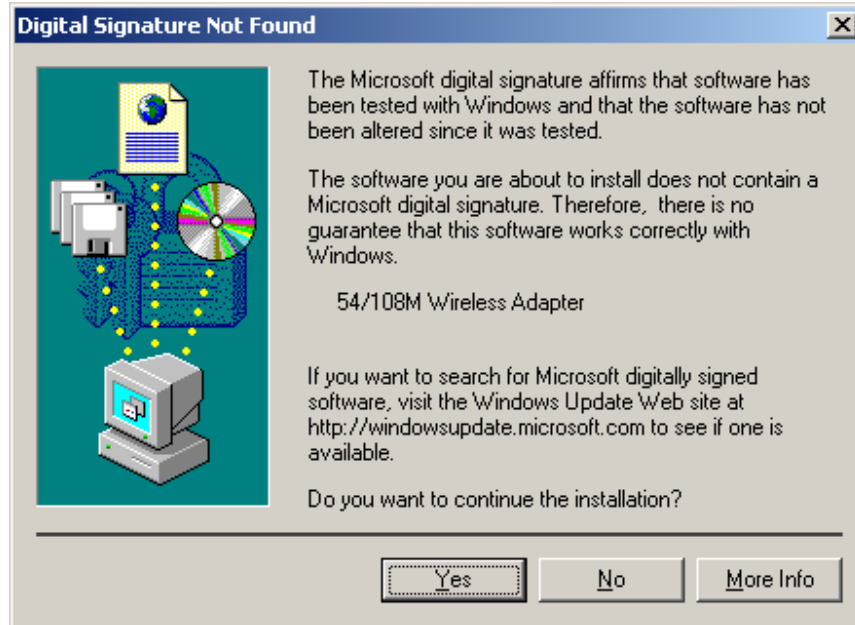 Digital Signature Not Found
The Microsoft digital signature affirms that software has
been tested with Windows and that the software has not
been altered since it was tested.
The software you are about to install does not contain a
Microsoft digital signature. Therefore,  there is no
guarantee that this software works correctly with
Windows.
54/108M Wireless Adapter
If you want to search for Microsoft digitally signed
software, visit the Windows Update Web site at
http://windowsupdate.microsoft.com to see if one is
available.
Do you want to continue the installation?
Yes No More Info